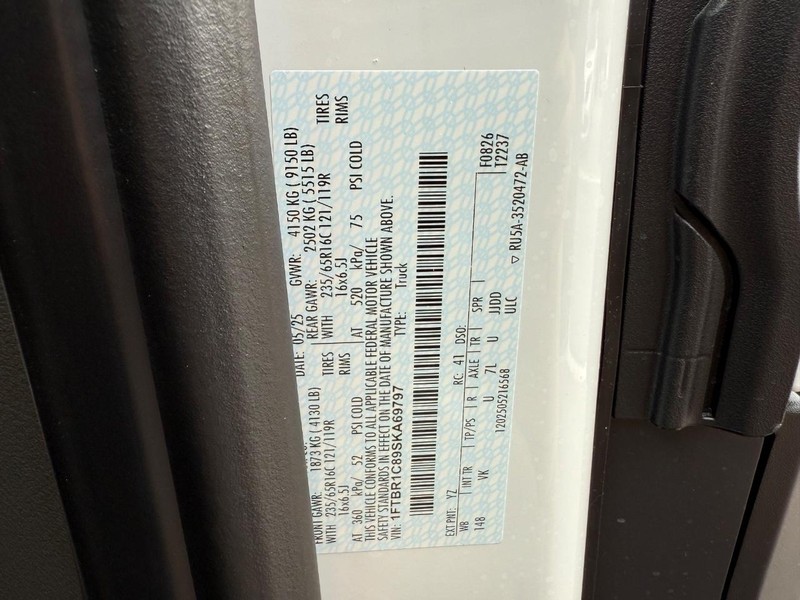 DATE: 05/25 GVWR: 4150 KG ( 9150 LB)
FRONT GAWR: REAR GAWR:
1873 KG ( 4130 LB) 2502 KG ( 5515 LB)
WITH TIRES WITH TIRES
235/65R16C 121/119R 235/65R16C 121/119R
16x6.5J RIMS 16x6.5J RIMS
AT 360 kPa/ 52 PSI COLD AT 520 kPa/ 75 PSI COLD
THIS VEHICLE CONFORMS TO ALL APPLICABLE FEDERAL MOTOR VEHICLE
SAFETY STANDARDS IN EFFECT ON THE DATE OF MANUFACTURE SHOWN ABOVE.
VIN: 1FTBR1C89SKA69797 TYPE: Truck
F0826
T2237
EXT PNT: YZ RC: 41 DSO:
WB INT TR TP/PS R AXLE TR SPR
148 VK U 7L U JJDD
ULC
1202505216568
▽ RU5A-3520472-AB